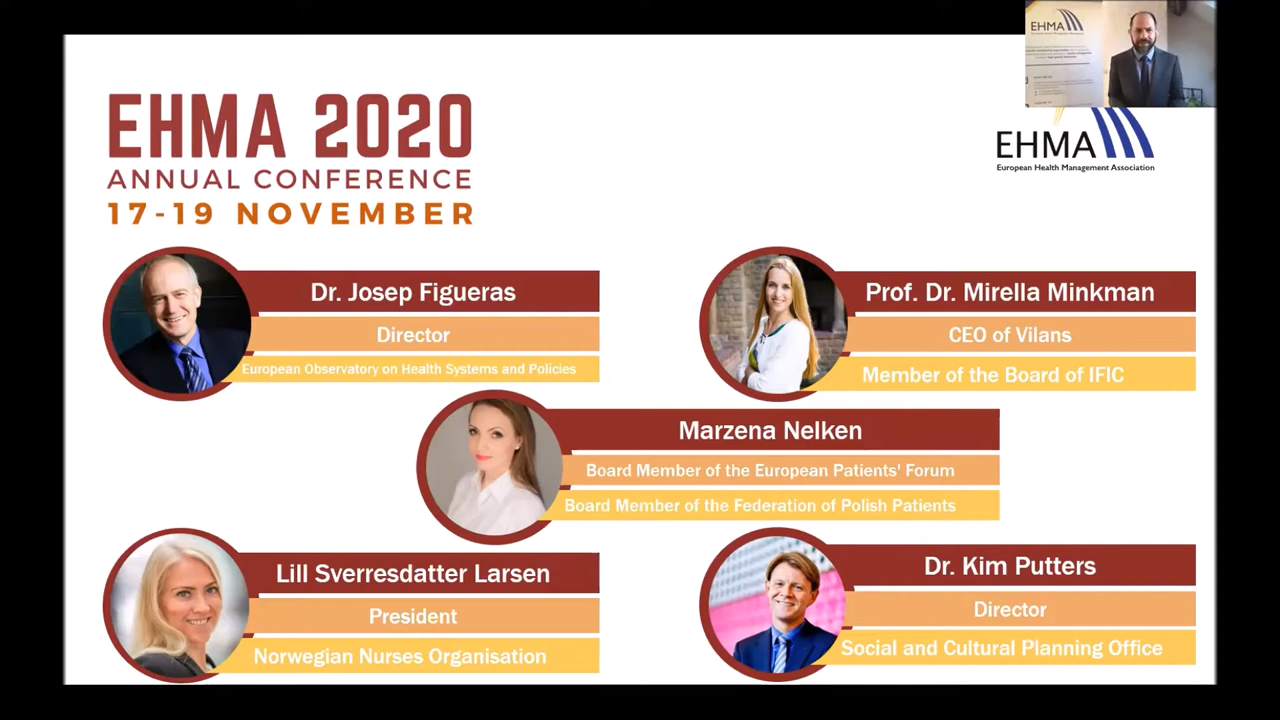 EHMA
EHMA 2020
ANNUAL CONFERENCE
17-19 NOVEMBER
EHMA
European Health Management Association
Dr. Josep Figueras
Director
European Observatory on Health Systems and Policies
Prof. Dr. Mirella Minkman
CEO of Vilans
Member of the Board of IFIC
Marzena Nelken
Board Member of the European Patients' Forum
Board Member of the Federation of Polish Patients
Lill Sverresdatter Larsen
President
Norwegian Nurses Organisation
Dr. Kim Putters
Director
Social and Cultural Planning Office